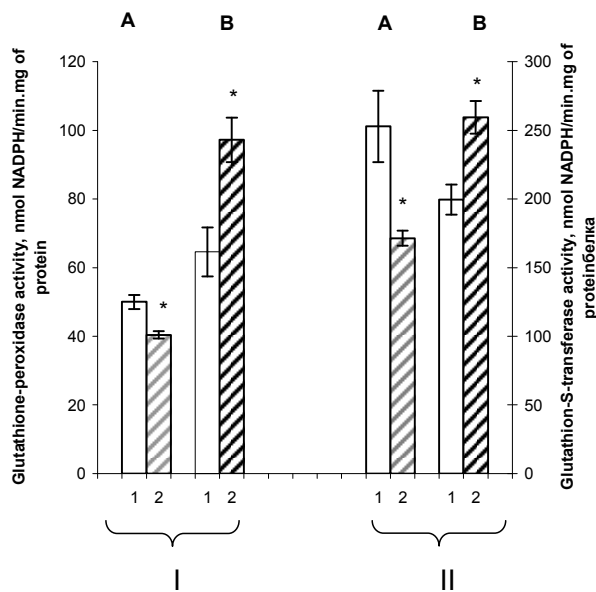 A B A B
Glutathione-peroxidase activity, nmol NADPH/min.mg of
protein
120
100
80
60
40
20
0
* * * *
300
250
200
150
100
50
0
Glutathion-S-transferase activity, nmol NADPH/min.mg of
proteinбелка
1 2 1 2 1 2 1 2
I II